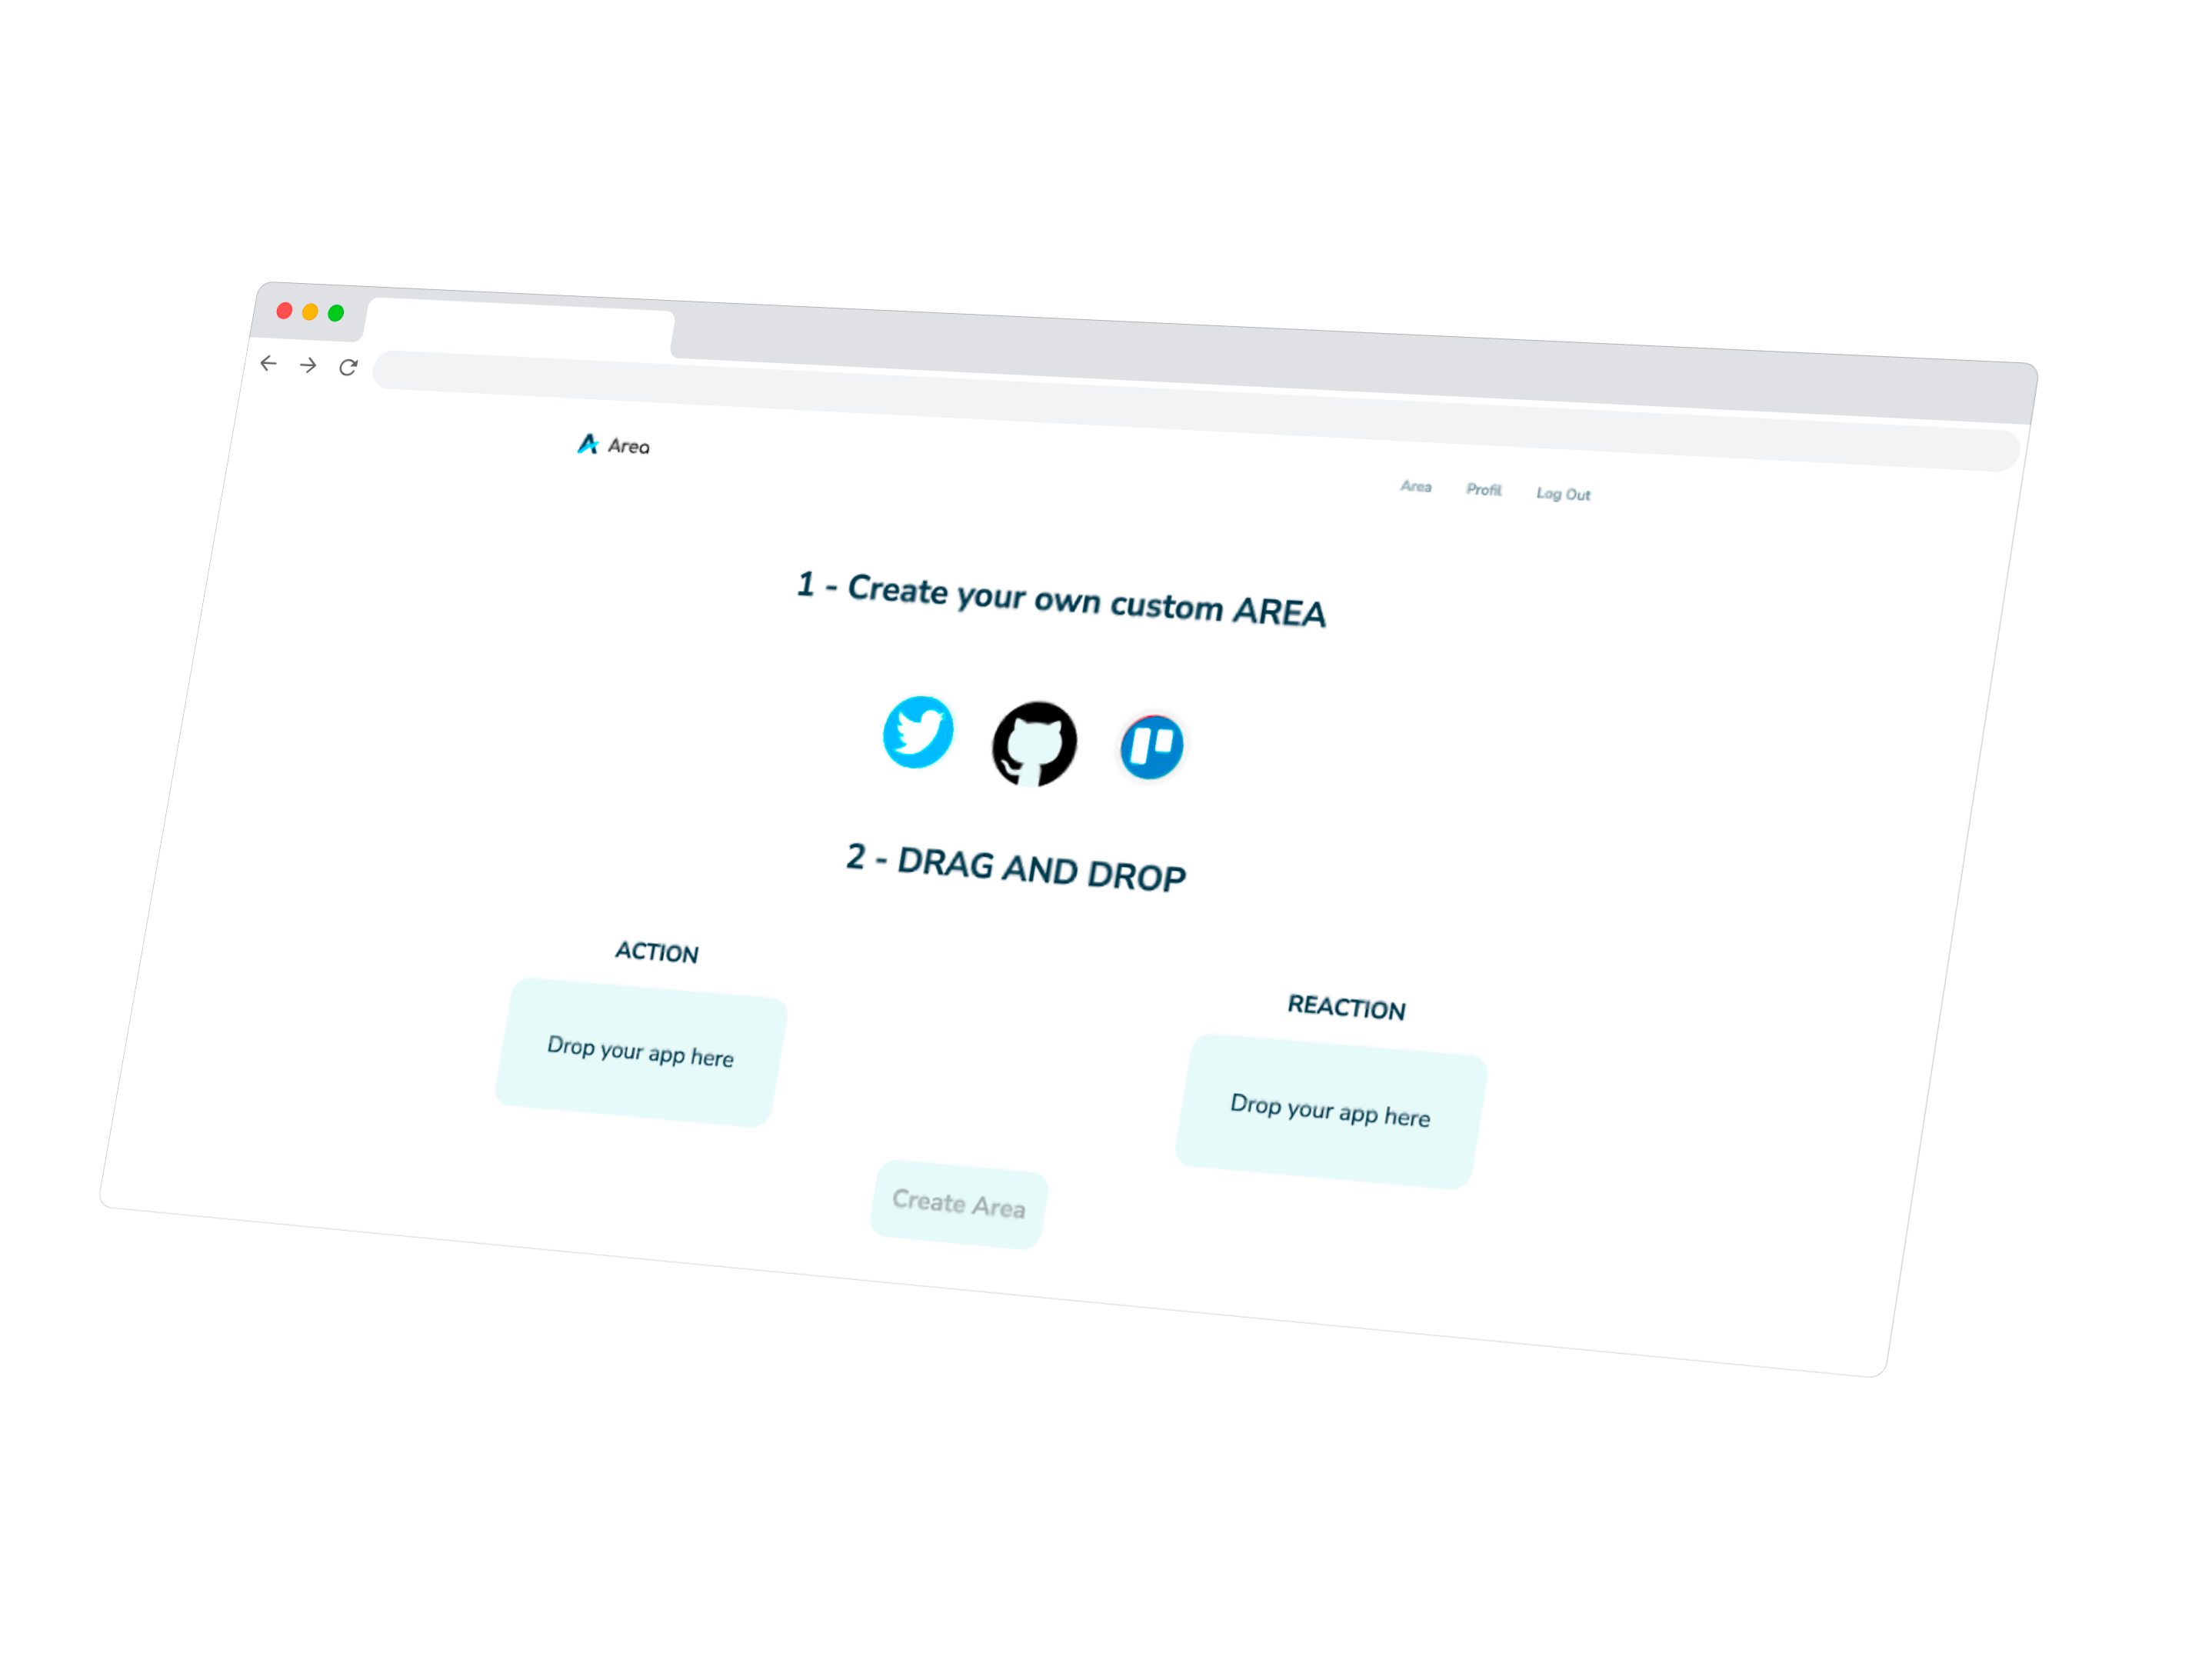 Area
Area Profil Log Out
1 - Create your own custom AREA
2 - DRAG AND DROP
ACTION
Drop your app here
REACTION
Drop your app here
Create Area